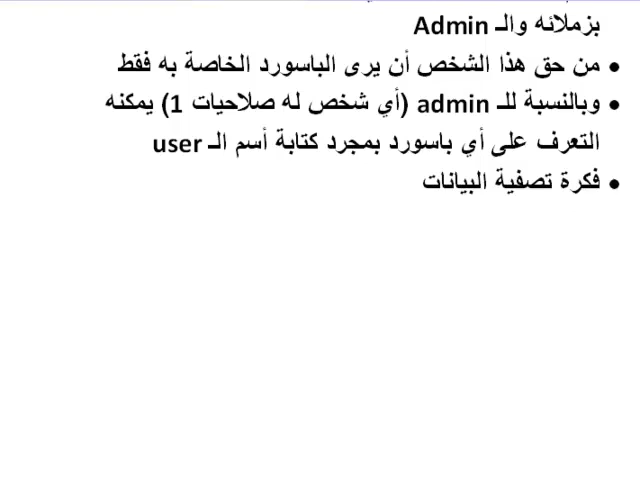 بزملائه والـ Admin
• من حق هذا الشخص أن يرى الباسورد الخاصة به فقط
• وبالنسبة للـ admin (أي شخص له صلاحيات 1) يمكنه
التعرف على أي باسورد بمجرد كتابة أسم الـ user
• فكرة تصفية البيانات